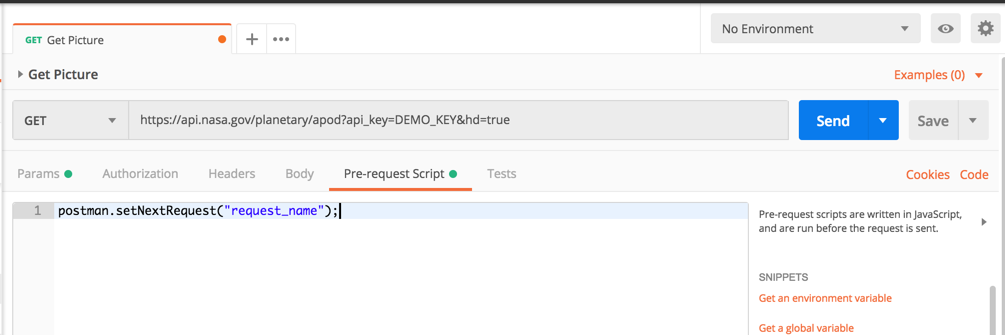 GET Get Picture
No Environment
Get Picture
Examples (0)
GET
https://api.nasa.gov/planetary/apod?api_key=DEMO_KEY&hd=true
Send
Save
Params
Authorization
Headers
Body
Pre-request Script
Tests
Cookies
Code
1 postman.setNextRequest("request_name");
Pre-request scripts are written in JavaScript,
and are run before the request is sent.
SNIPPETS
Get an environment variable
Get a global variable